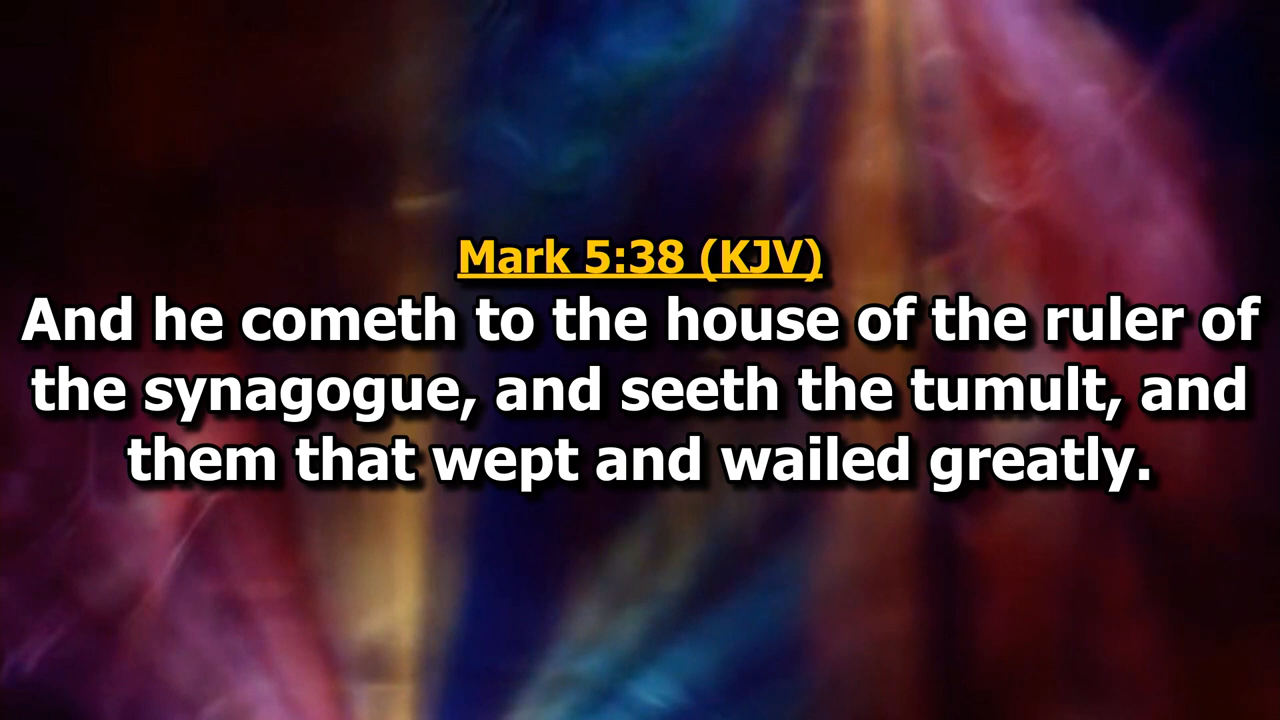 Mark 5:38 (KJV)
And he cometh to the house of the ruler of
the synagogue, and seeth the tumult, and
them that wept and wailed greatly.